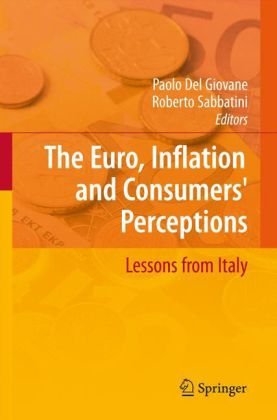 Paolo Del Giovane
Roberto Sabbatini
Editors
The Euro, Inflation
and Consumers'
Perceptions
Lessons from Italy
Springer